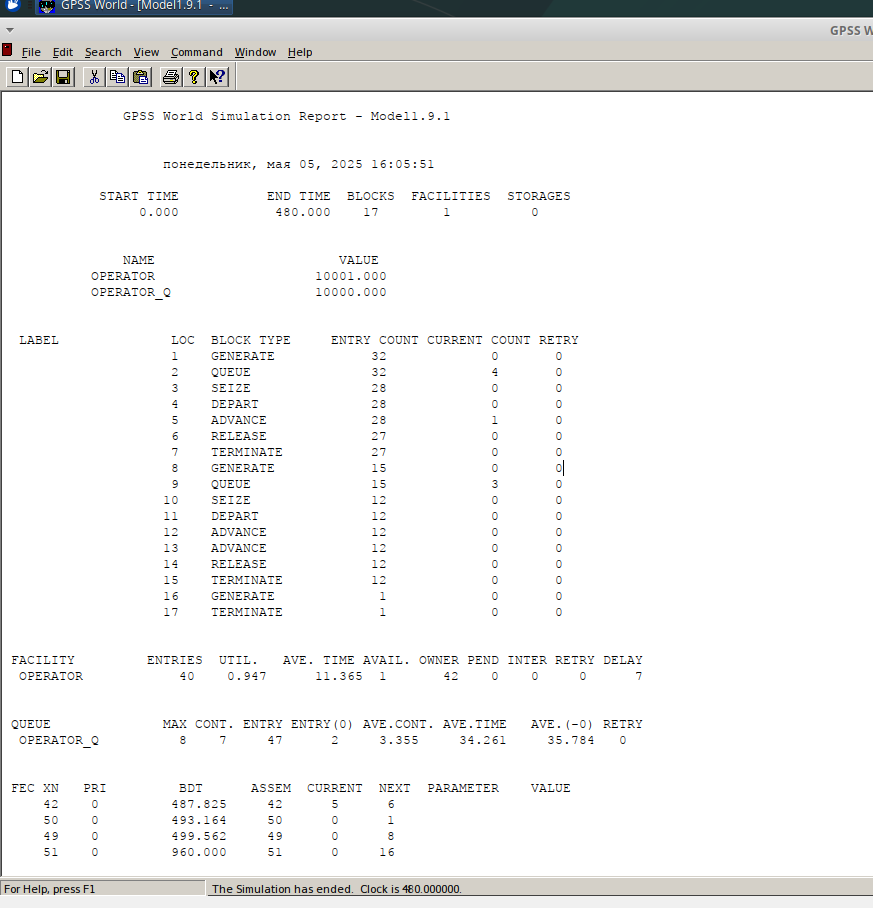 GPSS World - [Model1.9.1 - ...
GPSS W
File Edit Search View Command Window Help
GPSS World Simulation Report - Model1.9.1
понедельник, мая 05, 2025 16:05:51
START TIME END TIME BLOCKS FACILITIES STORAGES
0.000 480.000 17 1 0
NAME VALUE
OPERATOR 10001.000
OPERATOR_Q 10000.000
LABEL LOC BLOCK TYPE ENTRY COUNT CURRENT COUNT RETRY
1 GENERATE 32 0 0
2 QUEUE 32 4 0
3 SEIZE 28 0 0
4 DEPART 28 0 0
5 ADVANCE 28 1 0
6 RELEASE 27 0 0
7 TERMINATE 27 0 0
8 GENERATE 15 0 0
9 QUEUE 15 3 0
10 SEIZE 12 0 0
11 DEPART 12 0 0
12 ADVANCE 12 0 0
13 ADVANCE 12 0 0
14 RELEASE 12 0 0
15 TERMINATE 12 0 0
16 GENERATE 1 0 0
17 TERMINATE 1 0 0
FACILITY ENTRIES UTIL. AVE. TIME AVAIL. OWNER PEND INTER RETRY DELAY
OPERATOR 40 0.947 11.365 1 42 0 0 0 7
QUEUE MAX CONT. ENTRY ENTRY(0) AVE.CONT. AVE.TIME AVE.(-0) RETRY
OPERATOR_Q 8 7 47 2 3.355 34.261 35.784 0
FEC XN PRI BDT ASSEM CURRENT NEXT PARAMETER VALUE
42 0 487.825 42 5 6
50 0 493.164 50 0 1
49 0 499.562 49 0 8
51 0 960.000 51 0 16
For Help, press F1 The Simulation has ended. Clock is 480.000000.